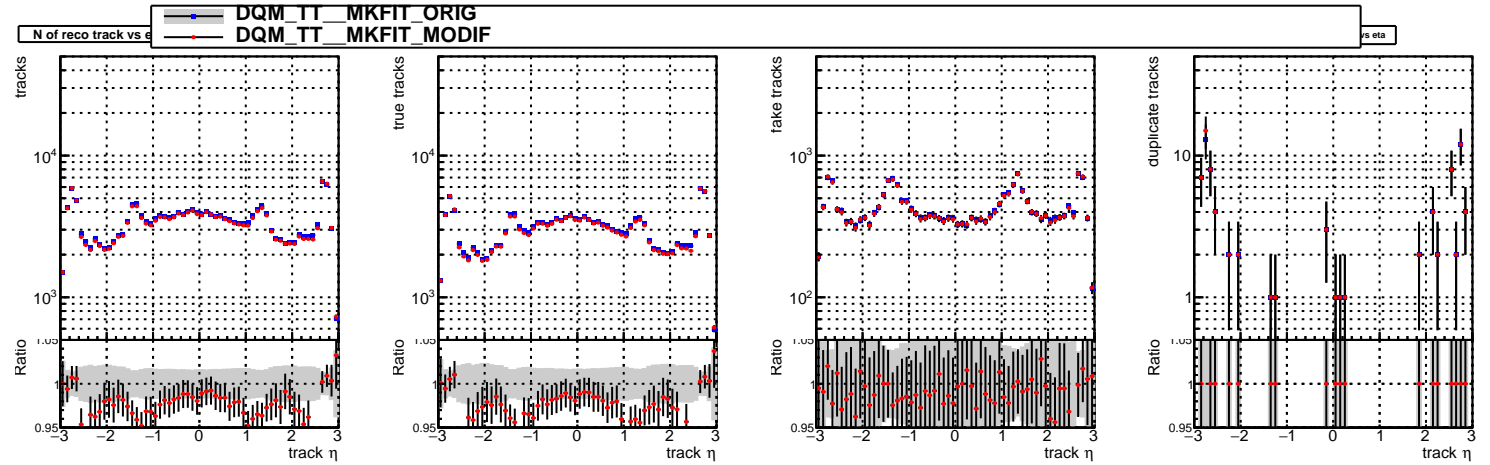 DQM_TT__MKFIT_ORIG
DQM_TT__MKFIT_MODIF
N of reco track vs e
vs eta
tracks
10⁴
10³
Ratio
1.05
1
0.95
−3 −2 −1 0 1 2 3
track η
true tracks
10⁴
10³
Ratio
1.05
1
0.95
−3 −2 −1 0 1 2 3
track η
fake tracks
10³
10²
Ratio
1.05
1
0.95
−3 −2 −1 0 1 2 3
track η
duplicate tracks
10
1
Ratio
1.05
1
0.95
−3 −2 −1 0 1 2 3
track η